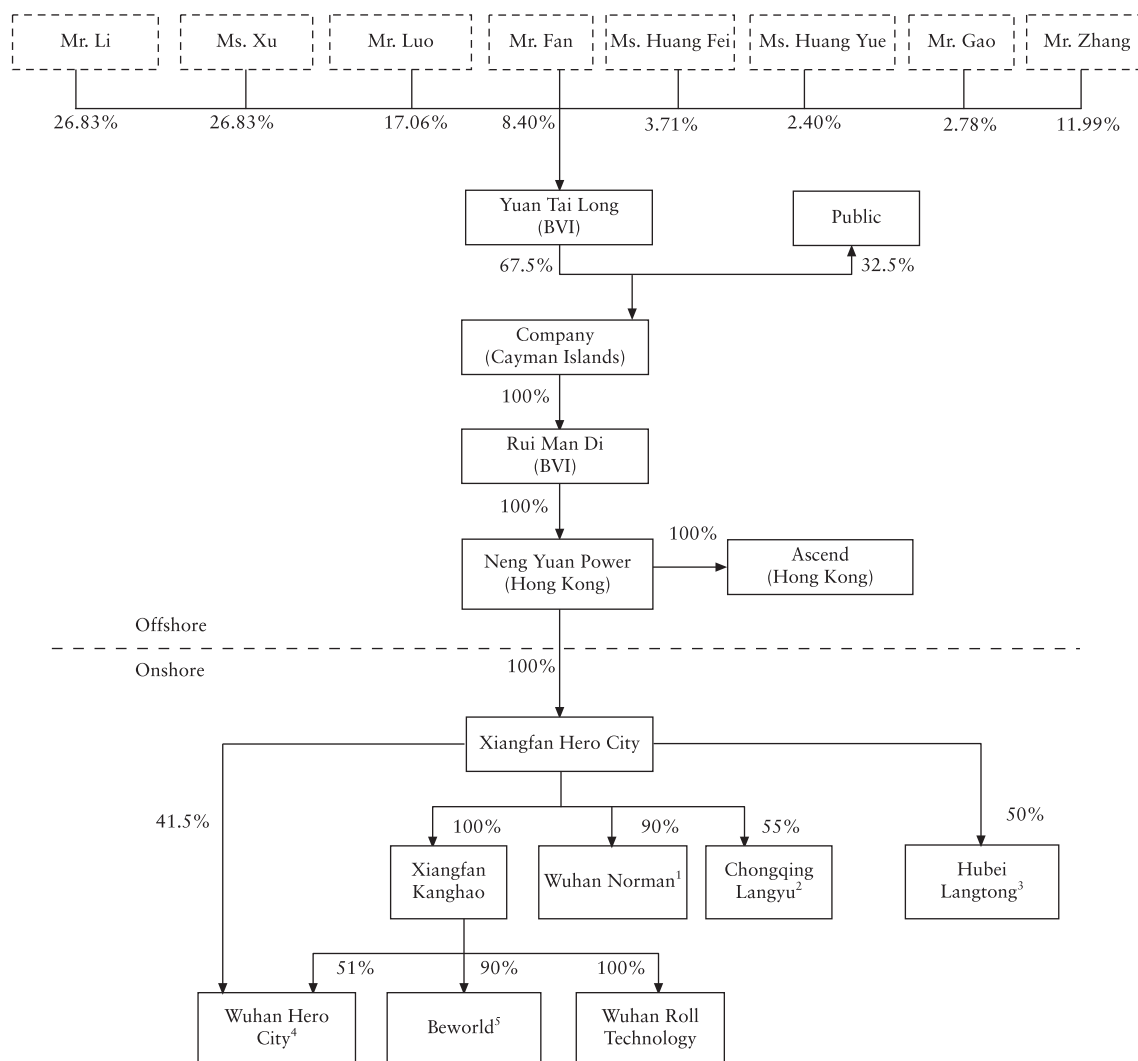 Mr. Li
Ms. Xu
Mr. Luo
Mr. Fan
Ms. Huang Fei
Ms. Huang Yue
Mr. Gao
Mr. Zhang
26.83%
26.83%
17.06%
8.40%
3.71%
2.40%
2.78%
11.99%
Yuan Tai Long
(BVI)
Public
67.5%
32.5%
Company
(Cayman Islands)
100%
Rui Man Di
(BVI)
100%
Neng Yuan Power
(Hong Kong)
100%
Ascend
(Hong Kong)
Offshore
Onshore
100%
Xiangfan Hero City
41.5%
100%
90%
55%
50%
Xiangfan
Kanghao
Wuhan Norman1
Chongqing
Langyu2
Hubei
Langtong3
51%
90%
100%
Wuhan Hero
City4
Beworld5
Wuhan Roll
Technology